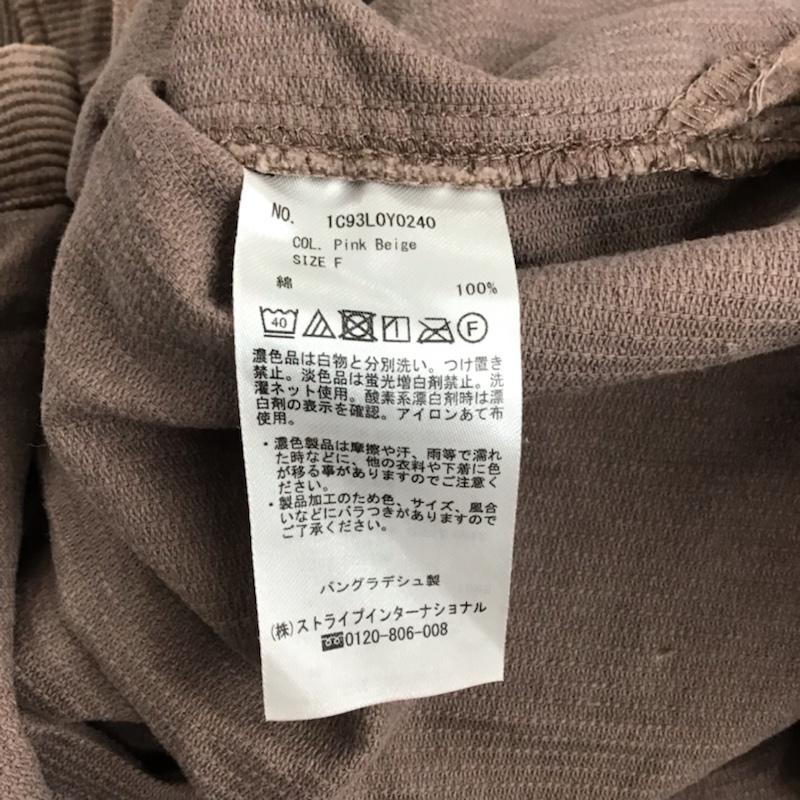 NO. 1C93L0Y0240
COL. Pink Beige
SIZE F
綿 100%
40 F
濃色品は白物と分別洗い。つけ置き
禁止。淡色品は蛍光増白剤禁止。洗
濯ネット使用。酸素系漂白剤時は漂
白剤の表示を確認。アイロンあて布
使用。
・濃色製品は摩擦や汗、雨等で濡れ
た時などに、他の衣料や下着に色
が移る事がありますのでご注意く
ださい。
・製品加工のため色、サイズ、風合
いなどにバラつきがありますので
ご了承ください。
バングラデシュ製
(株)ストライプインターナショナル
0120-806-008